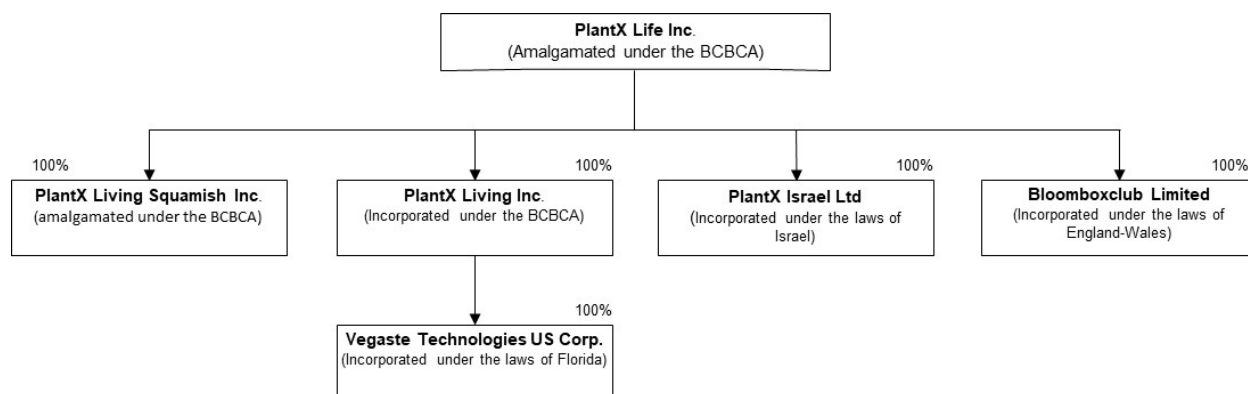 PlantX Life Inc.
(Amalgamated under the BCBCA)
100%
100%
100%
100%
PlantX Living Squamish Inc.
(amalgamated under the BCBCA)
PlantX Living Inc.
(Incorporated under the BCBCA)
PlantX Israel Ltd
(Incorporated under the laws of
Israel)
Bloomboxclub Limited
(Incorporated under the laws of
England-Wales)
100%
Vegaste Technologies US Corp.
(Incorporated under the laws of Florida)